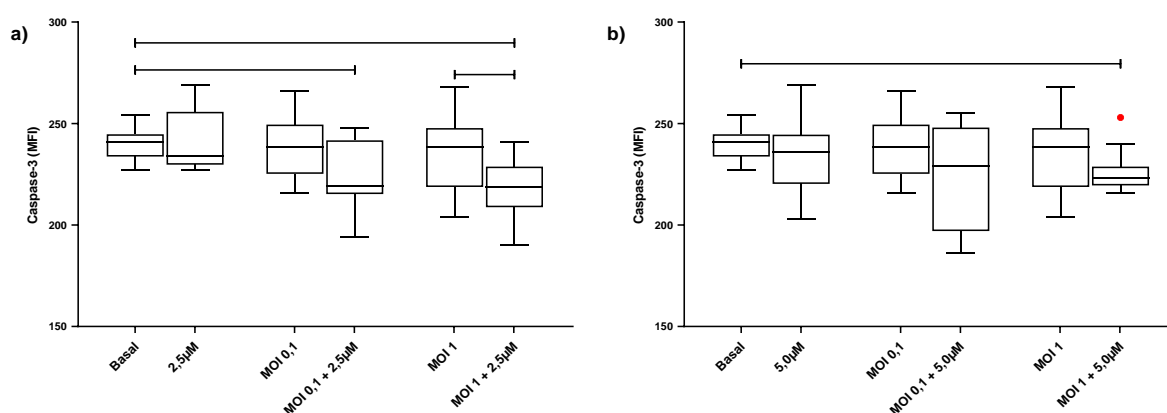 a)
300
250
200
150
Caspase-3 (MFI)
Basal
2,5µM
MOI 0,1
MOI 0,1 + 2,5µM
MOI 1
MOI 1 + 2,5µM
b)
300
250
200
150
Caspase-3 (MFI)
Basal
5,0µM
MOI 0,1
MOI 0,1 + 5,0µM
MOI 1
MOI 1 + 5,0µM